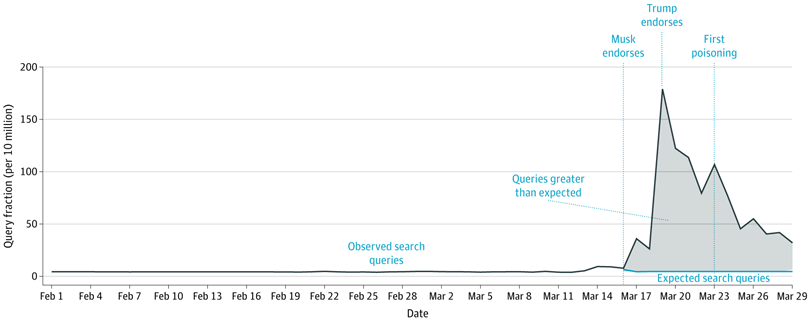 Trump
endorses
Musk
endorses
First
poisoning
200
150
100
50
0
Query fraction (per 10 million)
Queries greater
than expected
Observed search
queries
Expected search queries
Feb 1 Feb 4 Feb 7 Feb 10 Feb 13 Feb 16 Feb 19 Feb 22 Feb 25 Feb 28 Mar 2 Mar 5 Mar 8 Mar 11 Mar 14 Mar 17 Mar 20 Mar 23 Mar 26 Mar 29
Date